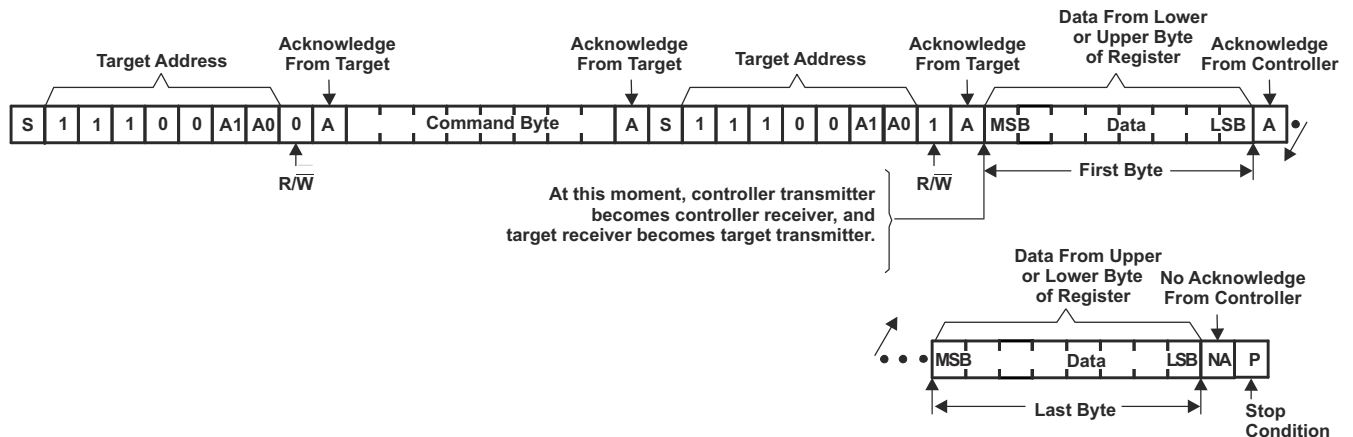 Target Address
Acknowledge
From Target
Acknowledge
From Target
Target Address
Acknowledge
From Target
Data From Lower
or Upper Byte
of Register
Acknowledge
From Controller
S 1 1 1 0 0 A1 A0 0 A Command Byte A S 1 1 1 0 0 A1 A0 1 A MSB Data LSB A
R/W̅
R/W̅
First Byte
At this moment, controller transmitter
becomes controller receiver, and
target receiver becomes target transmitter.
Data From Upper
or Lower Byte
of Register
No Acknowledge
From Controller
MSB Data LSB NA P
Last Byte
Stop
Condition